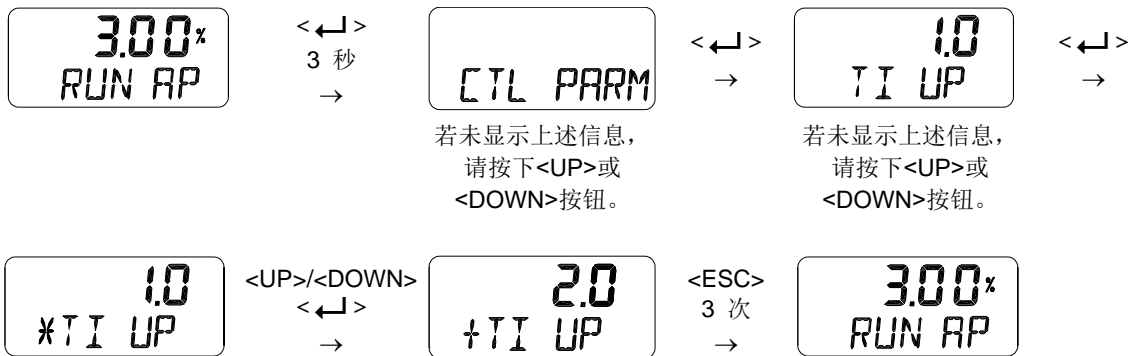 3.00%
RUN AP
<↵>
3 秒
→
CTL PARM
若未显示上述信息，
请按下<UP>或
<DOWN>按钮。
<↵>
→
1.0
TI UP
若未显示上述信息，
请按下<UP>或
<DOWN>按钮。
<↵>
→
1.0
*TI UP
<UP>/<DOWN>
<↵>
→
2.0
+TI UP
<ESC>
3 次
→
3.00%
RUN AP